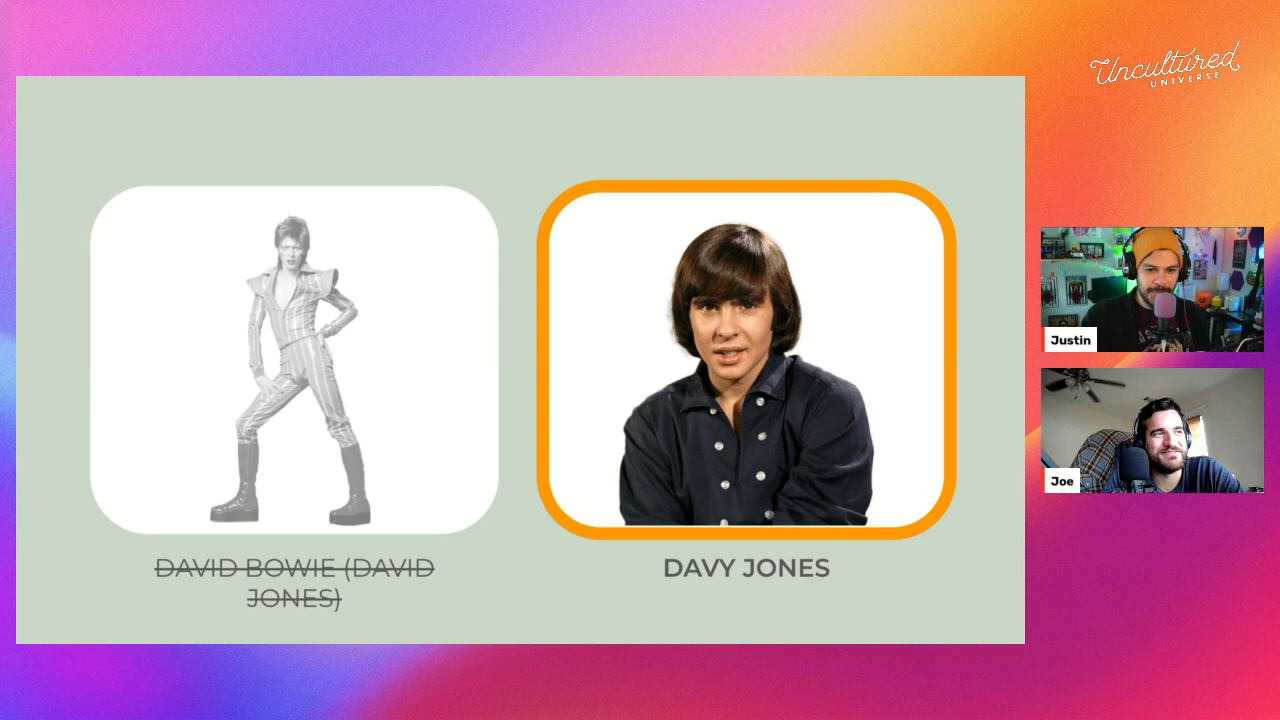 Uncultured
UNIVERSE
DAVID BOWIE (DAVID
JONES)
DAVY JONES
Justin
Joe